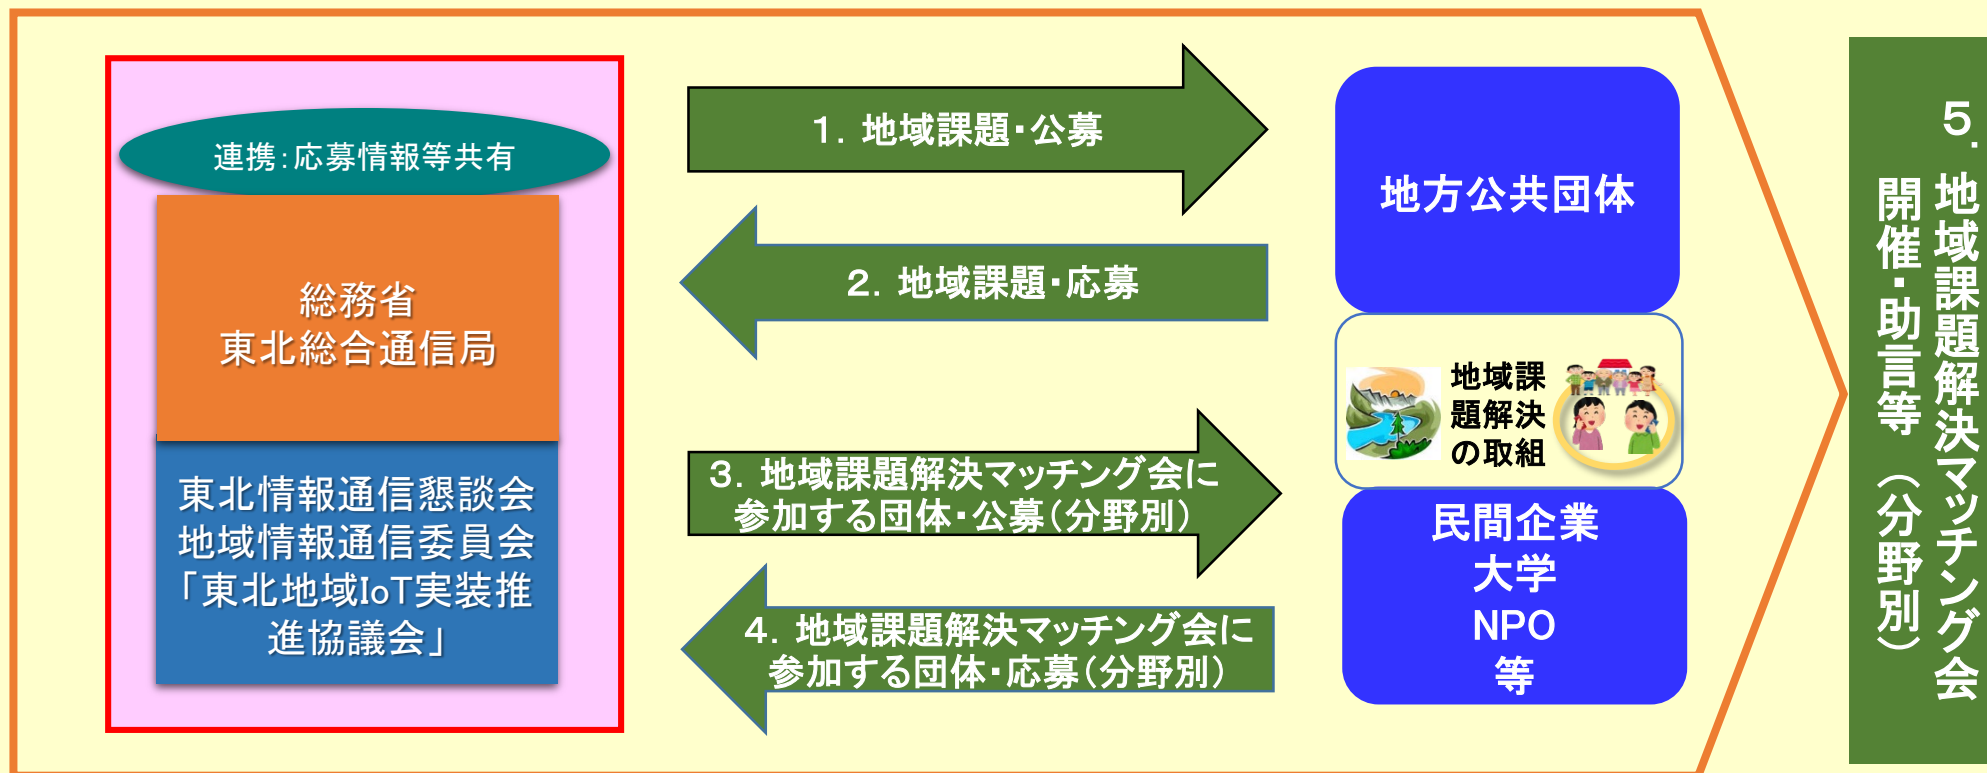 連携：応募情報等共有
総務省
東北総合通信局
東北情報通信懇談会
地域情報通信委員会
「東北地域IoT実装推
進協議会」
１．地域課題・公募
２．地域課題・応募
３．地域課題解決マッチング会に
参加する団体・公募（分野別）
４．地域課題解決マッチング会に
参加する団体・応募（分野別）
地方公共団体
地域課
題解決
の取組
民間企業
大学
NPO
等
５．地域課題解決マッチング会
開催・助言等（分野別）